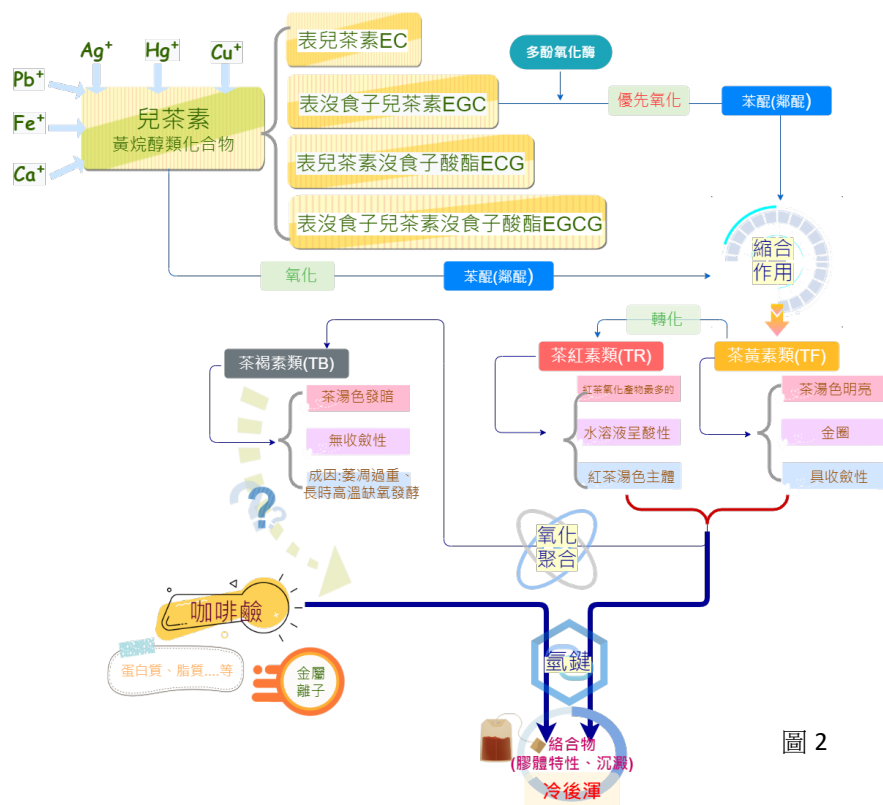 Ag⁺
Hg⁺
Cu⁺
Pb⁺
Fe⁺
Ca⁺
兒茶素
黃烷醇類化合物
表兒茶素EC
表沒食子兒茶素EGC
表兒茶素沒食子酸酯ECG
表沒食子兒茶素沒食子酸酯EGCG
多酚氧化酶
優先氧化
苯醌(鄰醌)
氧化
苯醌(鄰醌)
縮合
作用
轉化
茶褐素類(TB)
茶湯色發暗
無收斂性
成因:萎凋過重、
長時高溫缺氧發酵
茶紅素類(TR)
紅茶氧化產物最多的
水溶液呈酸性
紅茶湯色主體
茶黃素類(TF)
茶湯色明亮
金圈
具收斂性
氧化
聚合
咖啡鹼
蛋白質、脂質....等
金屬
離子
氫鍵
絡合物
(膠體特性、沉澱)
冷後渾
圖 2